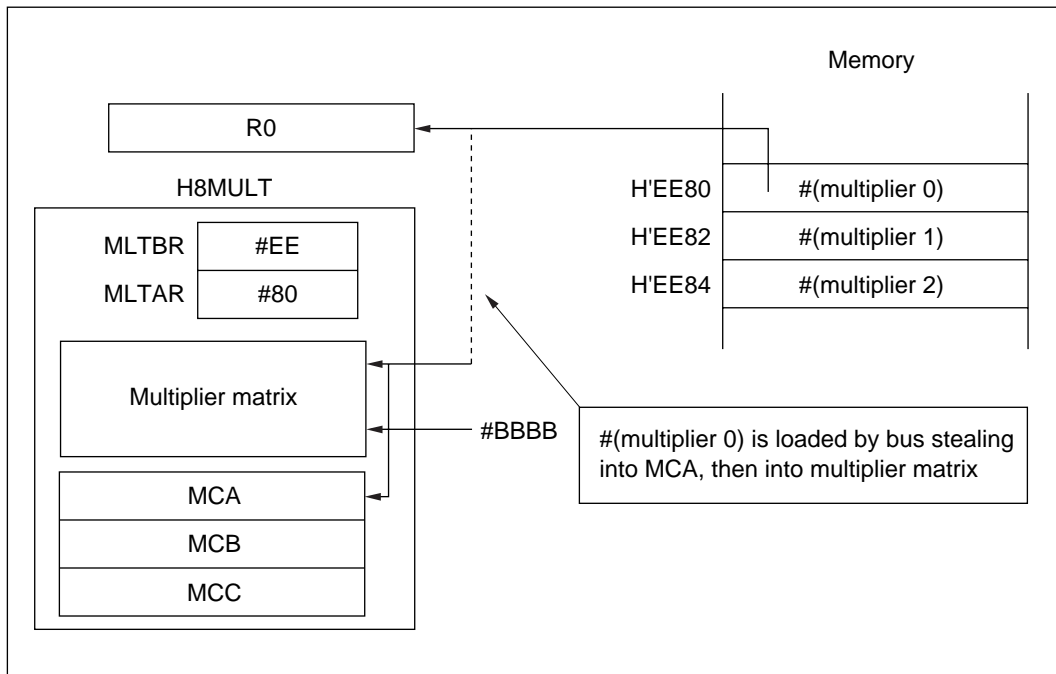 Memory
R0
H'EE80 #(multiplier 0)
H8MULT
H'EE82 #(multiplier 1)
MLTBR #EE
H'EE84 #(multiplier 2)
MLTAR #80
Multiplier matrix
#BBBB
#(multiplier 0) is loaded by bus stealing
into MCA, then into multiplier matrix
MCA
MCB
MCC